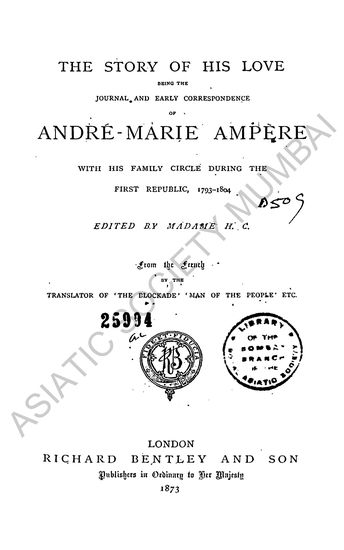 THE STORY OF HIS LOVE
BEING THE
JOURNAL AND EARLY CORRESPONDENCE
OF
ANDRÉ-MARIE AMPÈRE
WITH HIS FAMILY CIRCLE DURING THE
FIRST REPUBLIC, 1793-1804
EDITED BY MADAME H. C.
From the French
BY THE
TRANSLATOR OF 'THE BLOCKADE' 'MAN OF THE PEOPLE' ETC.
25994
LIBRARY
OF THE
BOMBAY
BRANCH
ASIATIC SOCIETY
LONDON
RICHARD BENTLEY AND SON
Publishers in Ordinary to Her Majesty
1873
ASIATIC SOCIETY MUMBAI